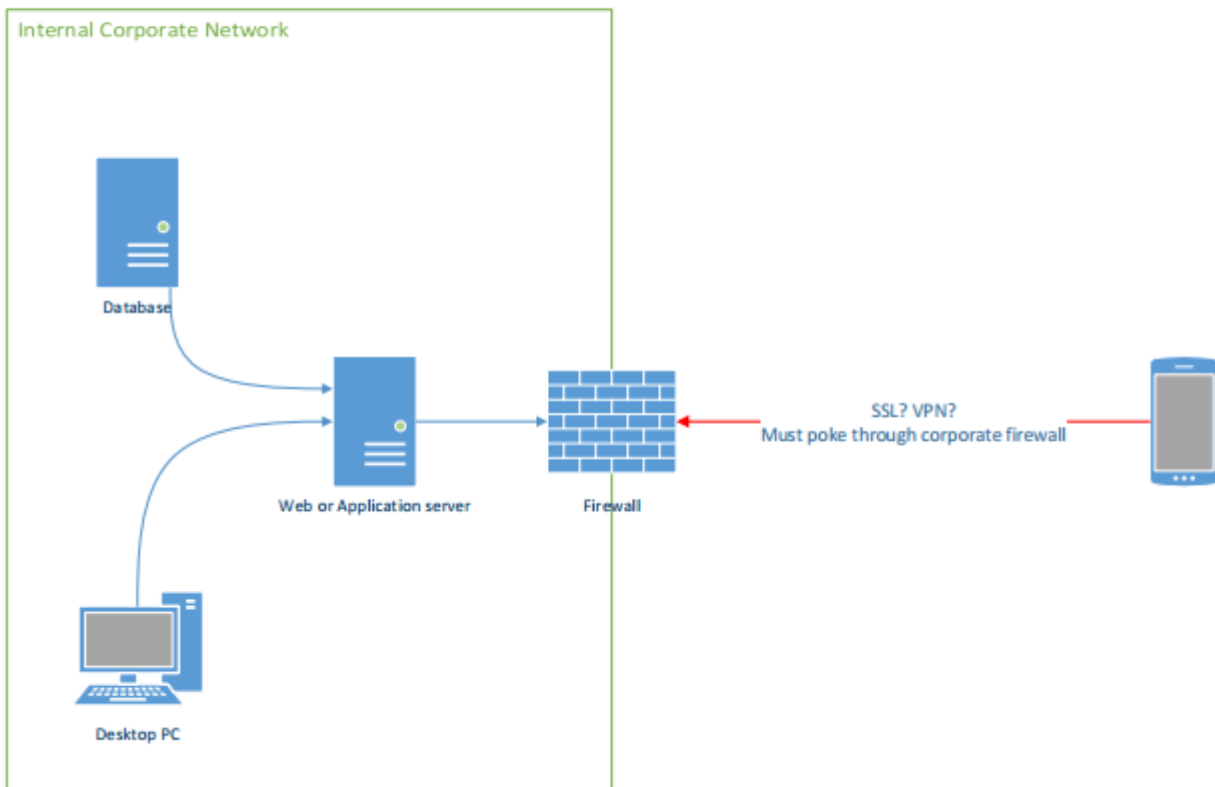 Internal Corporate Network
Database
SSL? VPN?
Must poke through corporate firewall
Web or Application server
Firewall
Desktop PC